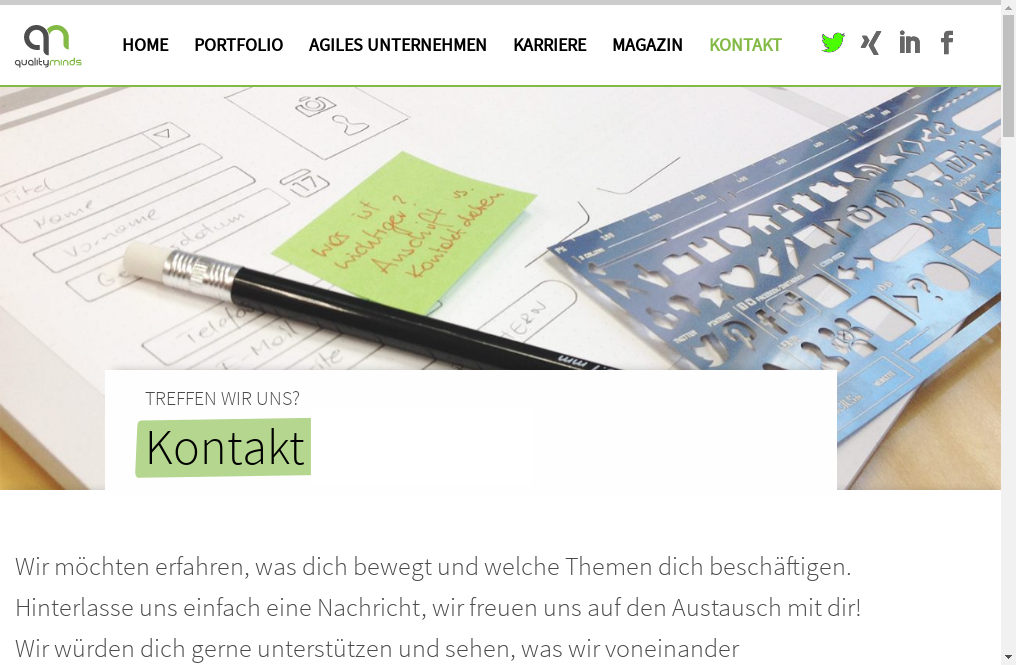 qualityminds
HOME PORTFOLIO AGILES UNTERNEHMEN KARRIERE MAGAZIN KONTAKT
Titel
Name
Vorname
17
was ist
wichtiger?
Anschrift vs.
Kontaktdaten
Telefon
E-Mail
TREFFEN WIR UNS?
Kontakt
Wir möchten erfahren, was dich bewegt und welche Themen dich beschäftigen.
Hinterlasse uns einfach eine Nachricht, wir freuen uns auf den Austausch mit dir!
Wir würden dich gerne unterstützen und sehen, was wir voneinander